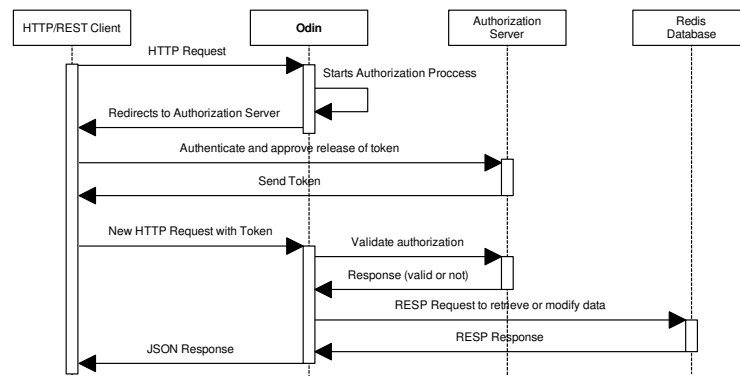 HTTP/REST Client
Odin
Authorization
Server
Redis
Database
HTTP Request
Starts Authorization Proccess
Redirects to Authorization Server
Authenticate and approve release of token
Send Token
New HTTP Request with Token
Validate authorization
Response (valid or not)
RESP Request to retrieve or modify data
RESP Response
JSON Response